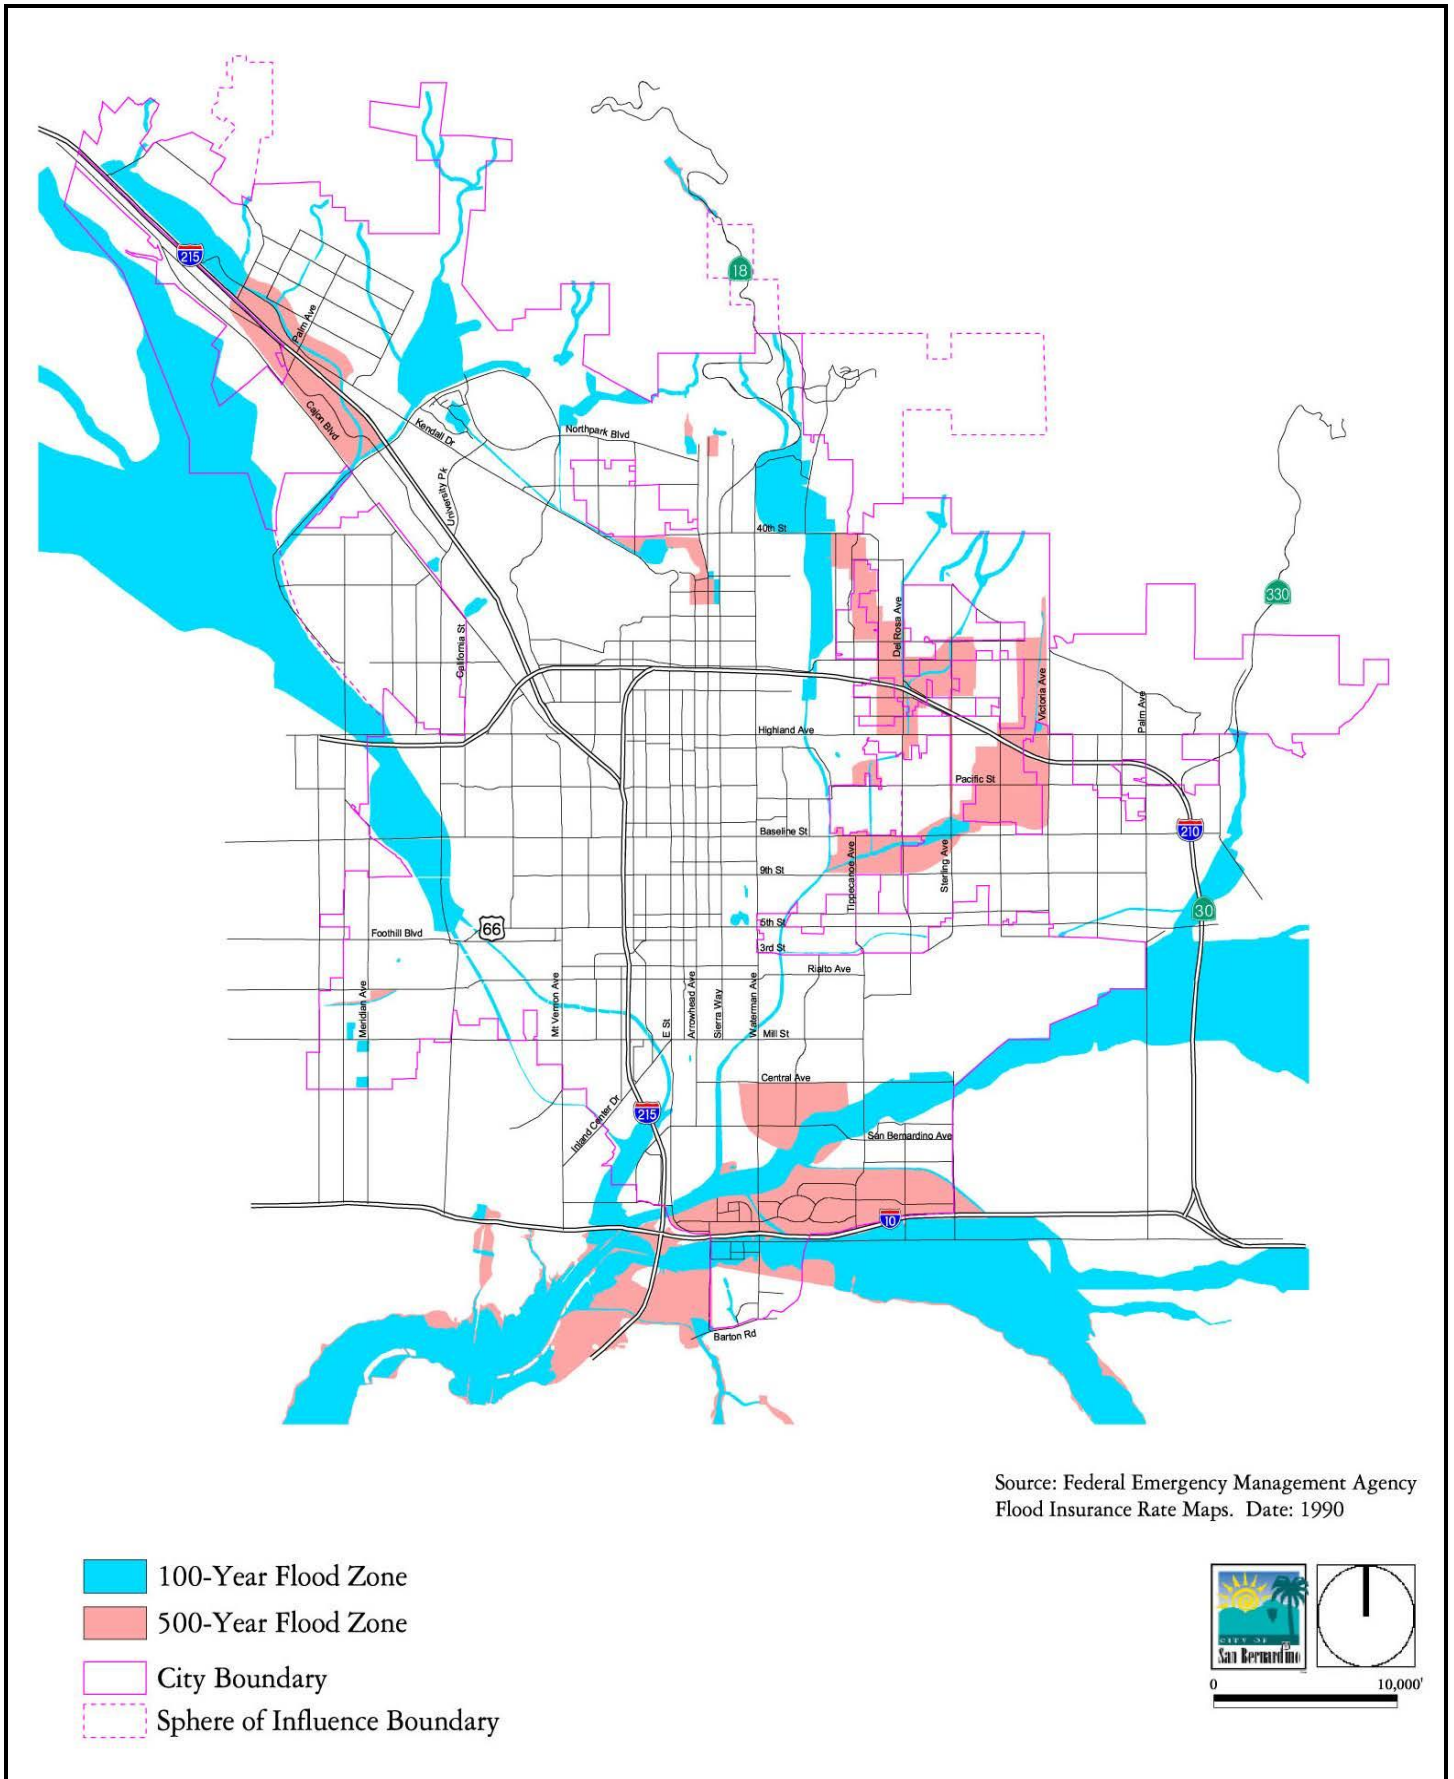 215
18
Palm Ave
Cajon Blvd
Kendall Dr
Northpark Blvd
University Pk
40th St
330
Del Rosa Ave
California St
Victoria Ave
Palm Ave
Highland Ave
Pacific St
Baseline St
210
Tippecanoe Ave
Sterling Ave
9th St
30
5th St
66
Foothill Blvd
3rd St
Rialto Ave
Meridian Ave
Mt Vernon Ave
E St
Arrowhead Ave
Sierra Way
Waterman Ave
Mill St
Central Ave
Inland Center Dr
215
San Bernardino Ave
10
Barton Rd
Source: Federal Emergency Management Agency
Flood Insurance Rate Maps. Date: 1990
100-Year Flood Zone
500-Year Flood Zone
City Boundary
Sphere of Influence Boundary
CITY OF
San Bernardino
0 10,000'